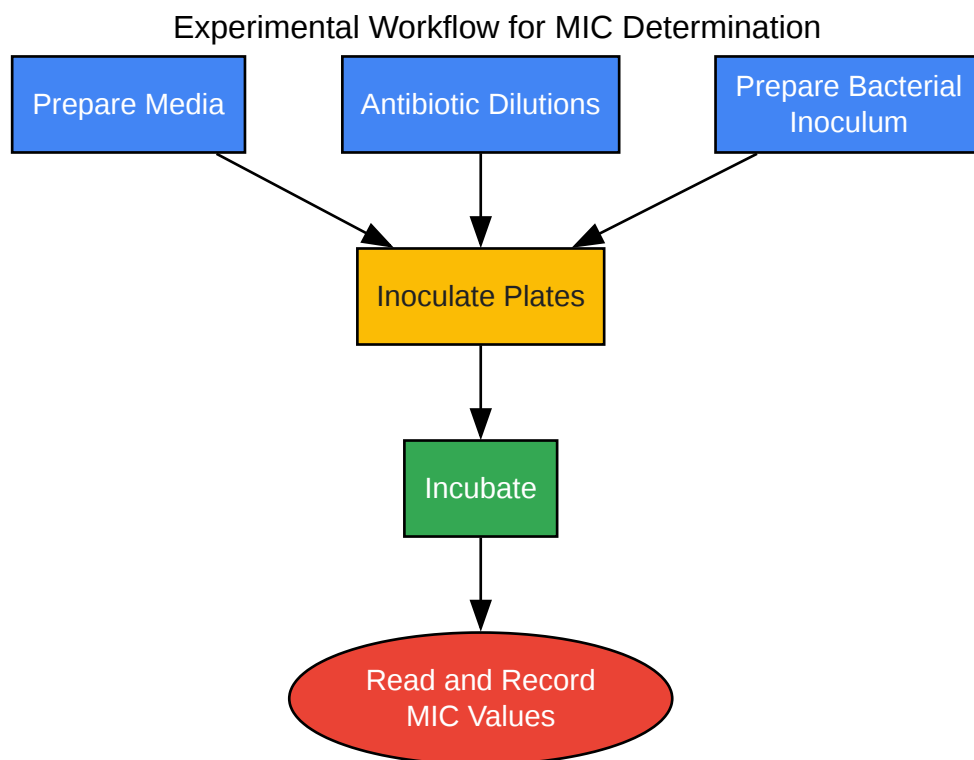 Experimental Workflow for MIC Determination
Prepare Media
Antibiotic Dilutions
Prepare Bacterial
Inoculum
Inoculate Plates
Incubate
Read and Record
MIC Values